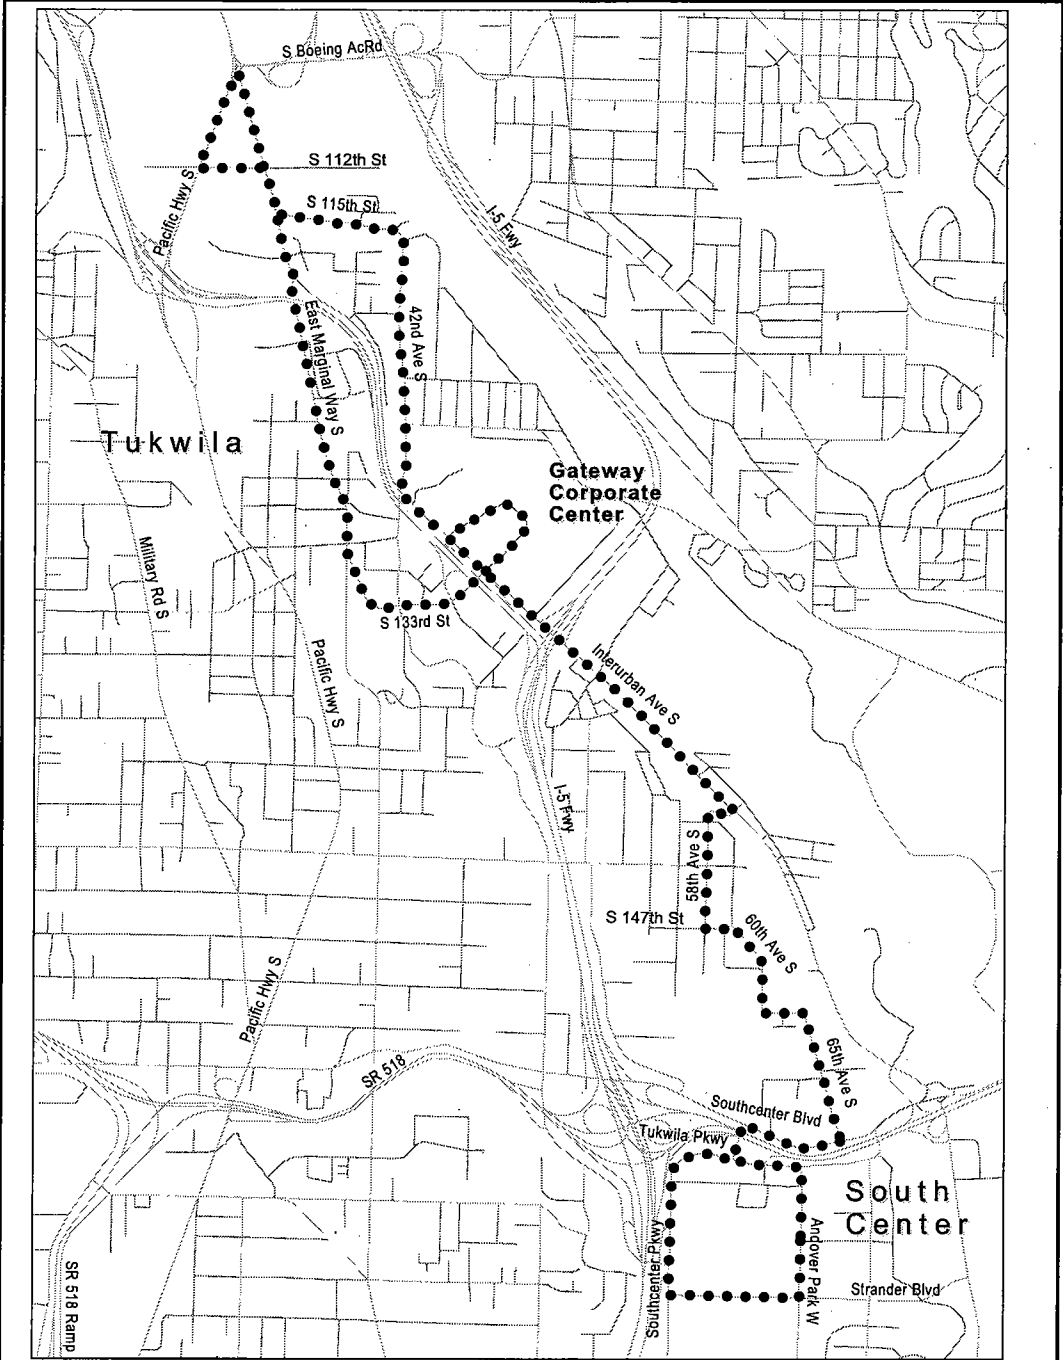 S Boeing AcRd
S 112th St
Pacific Hwy S
S 115th St
I-5 Fwy
42nd Ave S
East Marginal Way S
Tukwila
Gateway
Corporate
Center
Military Rd S
S 133rd St
Pacific Hwy S
Interurban Ave S
I-5 Fwy
58th Ave S
S 147th St
60th Ave S
Pacific Hwy S
65th Ave S
SR 518
Southcenter Blvd
Tukwila Pkwy
South
Center
Southcenter Pkwy
Andover Park W
Strander Blvd
SR 518 Ramp